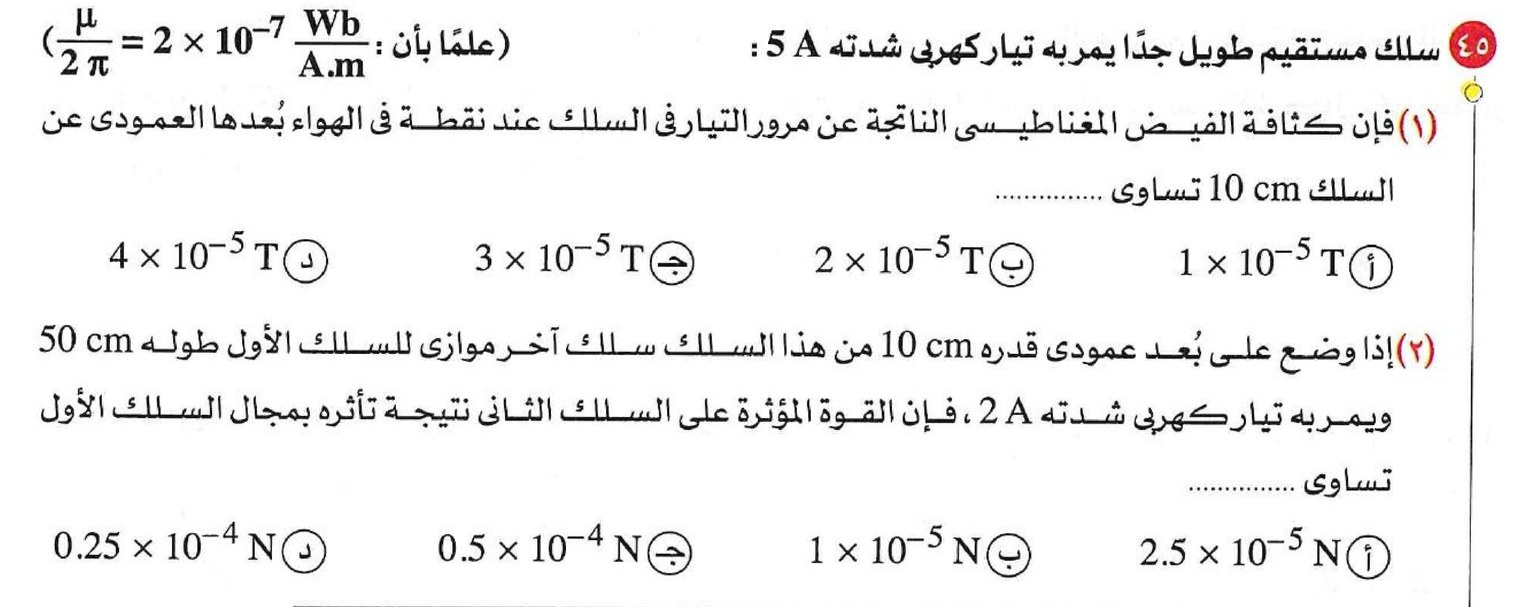 ٤٥ سلك مستقيم طويل جدًا يمر به تيار كهربى شدته 5 A : (علمًا بأن : μ/2 π = 2 × 10⁻⁷ Wb/A.m)
(١) فإن كثافة الفيض المغناطيسى الناتجة عن مرور التيار فى السلك عند نقطة فى الهواء بُعدها العمودى عن
السلك 10 cm تساوى ...............
أ 1 × 10⁻⁵ T ب 2 × 10⁻⁵ T جـ 3 × 10⁻⁵ T د 4 × 10⁻⁵ T
(٢) إذا وضع على بُعد عمودى قدره 10 cm من هذا السلك سلك آخر موازى للسلك الأول طوله 50 cm
ويمر به تيار كهربى شدته 2 A ، فإن القوة المؤثرة على السلك الثانى نتيجة تأثره بمجال السلك الأول
تساوى ...............
أ 2.5 × 10⁻⁵ N ب 1 × 10⁻⁵ N جـ 0.5 × 10⁻⁴ N د 0.25 × 10⁻⁴ N